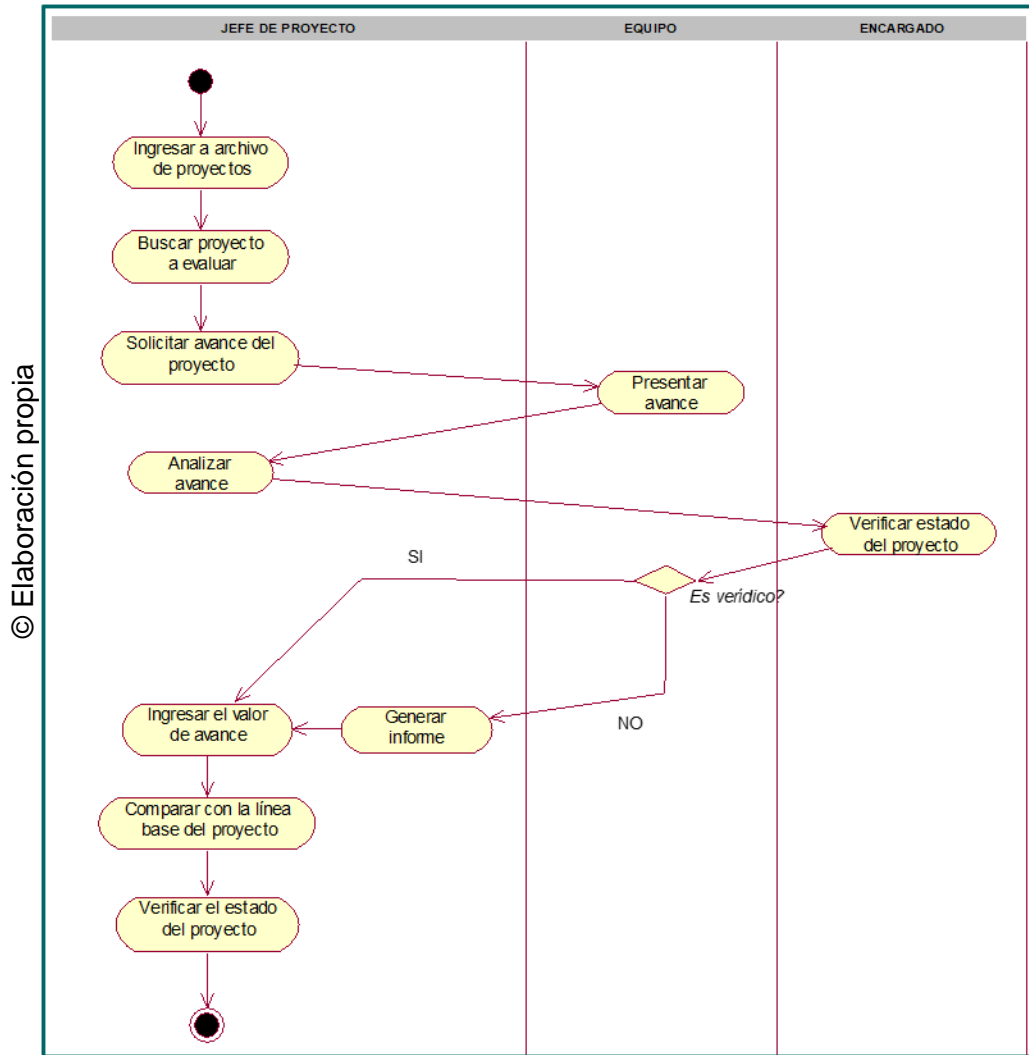 JEFE DE PROYECTO
EQUIPO
ENCARGADO
Ingresar a archivo
de proyectos
Buscar proyecto
a evaluar
Solicitar avance del
proyecto
Presentar
avance
Analizar
avance
Verificar estado
del proyecto
SI
Es verídico?
Ingresar el valor
de avance
Generar
informe
NO
Comparar con la línea
base del proyecto
Verificar el estado
del proyecto
© Elaboración propia